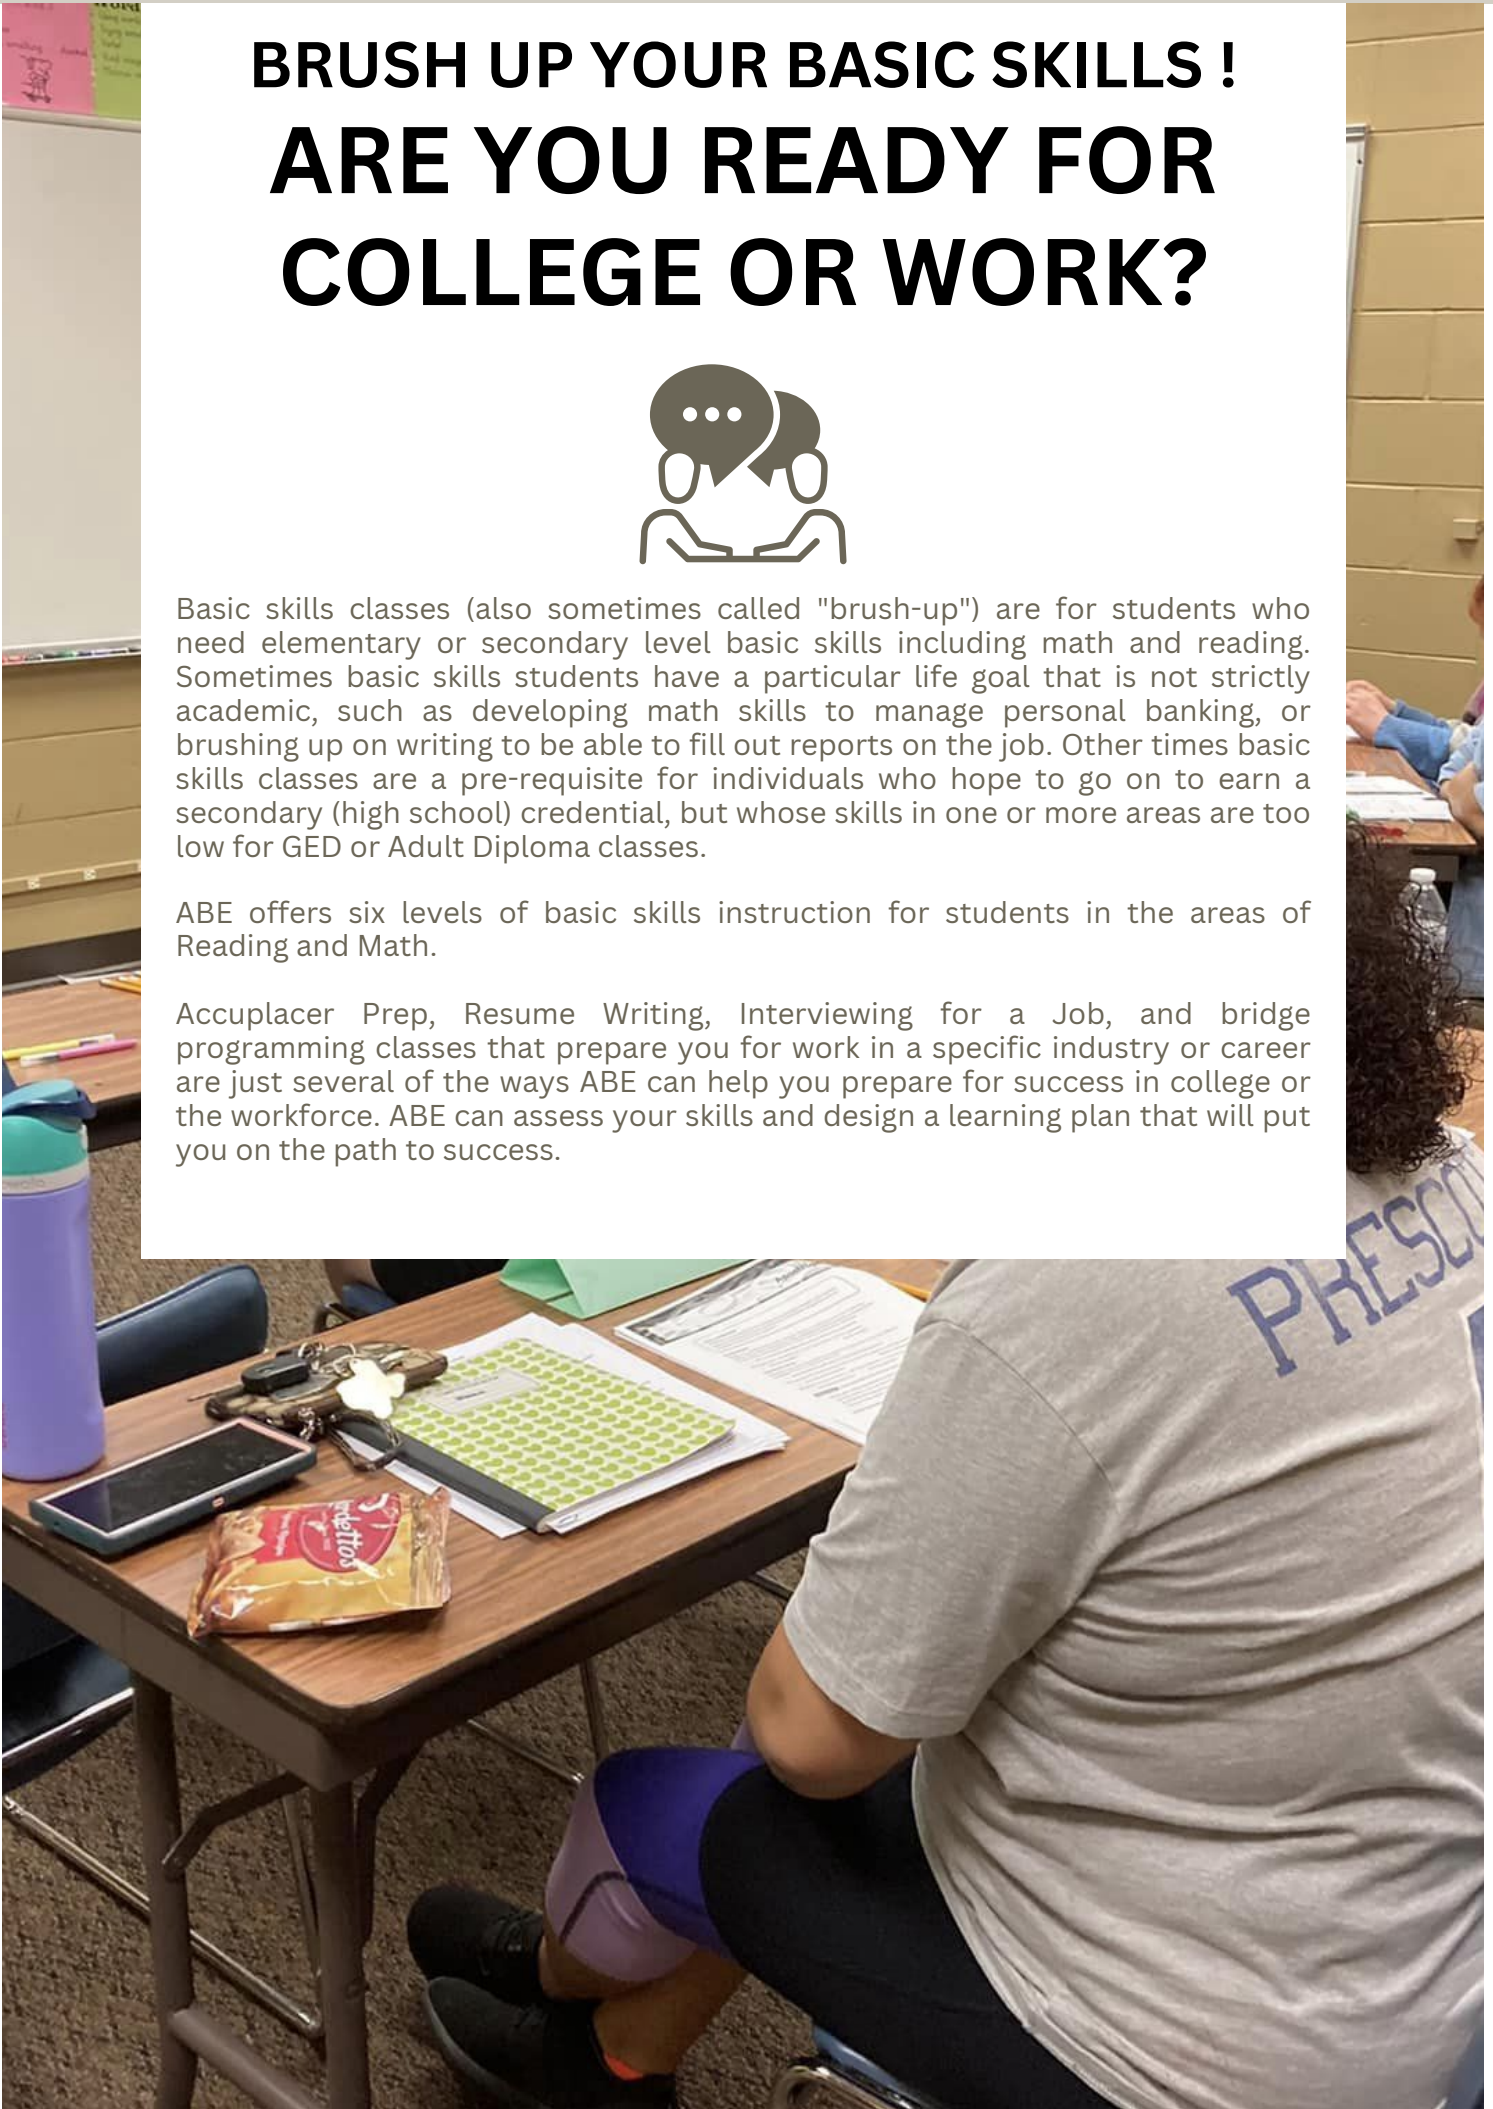 BRUSH UP YOUR BASIC SKILLS !
ARE YOU READY FOR
COLLEGE OR WORK?
Basic skills classes (also sometimes called "brush-up") are for students who
need elementary or secondary level basic skills including math and reading.
Sometimes basic skills students have a particular life goal that is not strictly
academic, such as developing math skills to manage personal banking, or
brushing up on writing to be able to fill out reports on the job. Other times basic
skills classes are a pre-requisite for individuals who hope to go on to earn a
secondary (high school) credential, but whose skills in one or more areas are too
low for GED or Adult Diploma classes.
ABE offers six levels of basic skills instruction for students in the areas of
Reading and Math.
Accuplacer Prep, Resume Writing, Interviewing for a Job, and bridge
programming classes that prepare you for work in a specific industry or career
are just several of the ways ABE can help you prepare for success in college or
the workforce. ABE can assess your skills and design a learning plan that will put
you on the path to success.
PRESCO
rdettos